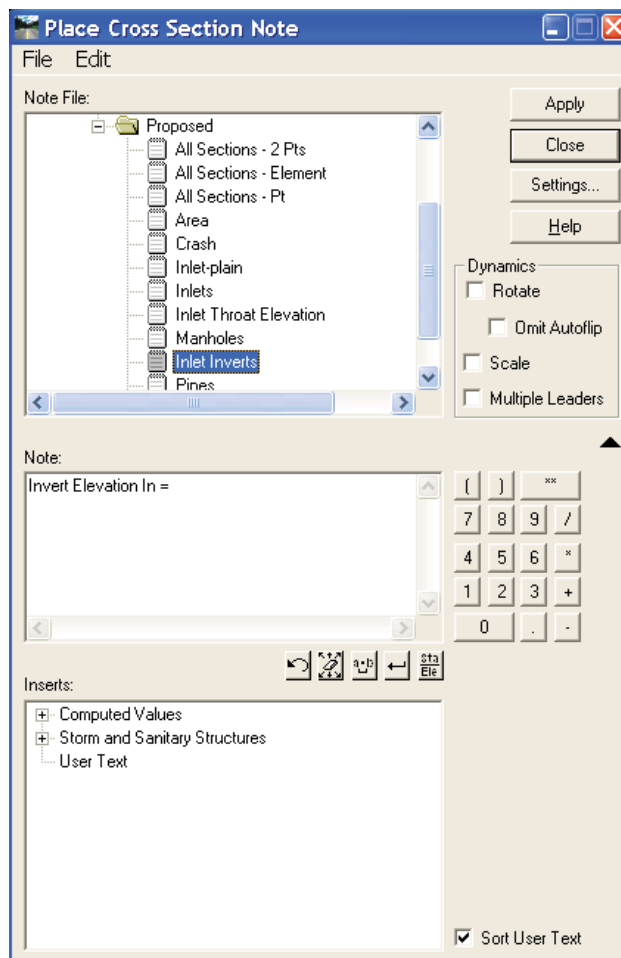 Place Cross Section Note
File Edit
Note File:
Proposed
All Sections - 2 Pts
All Sections - Element
All Sections - Pt
Area
Crash
Inlet-plain
Inlets
Inlet Throat Elevation
Manholes
Inlet Inverts
Pines
Apply
Close
Settings...
Help
Dynamics
Rotate
Omit Autoflip
Scale
Multiple Leaders
Note:
Invert Elevation In =
( ) **
7 8 9 /
4 5 6 *
1 2 3 +
0 . -
a b
Sta
Ele
Inserts:
Computed Values
Storm and Sanitary Structures
User Text
Sort User Text